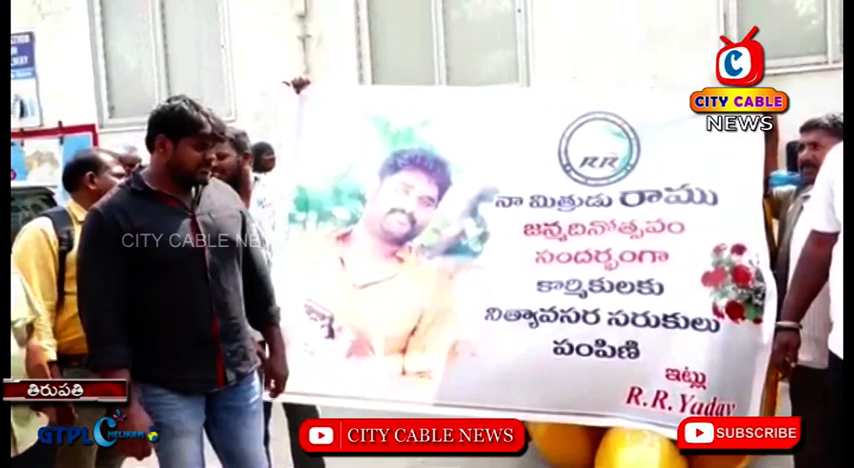 CITY CABLE
NEWS
RR
నా మిత్రుడు రాము
జన్మదినోత్సవం
సందర్భంగా
కార్మికులకు
నిత్యావసర సరుకులు
పంపిణి
ఇట్లు
R.R.Yadav
CITY CABLE NEWS
తిరుపతి
GTPL
CITY CABLE NEWS
SUBSCRIBE